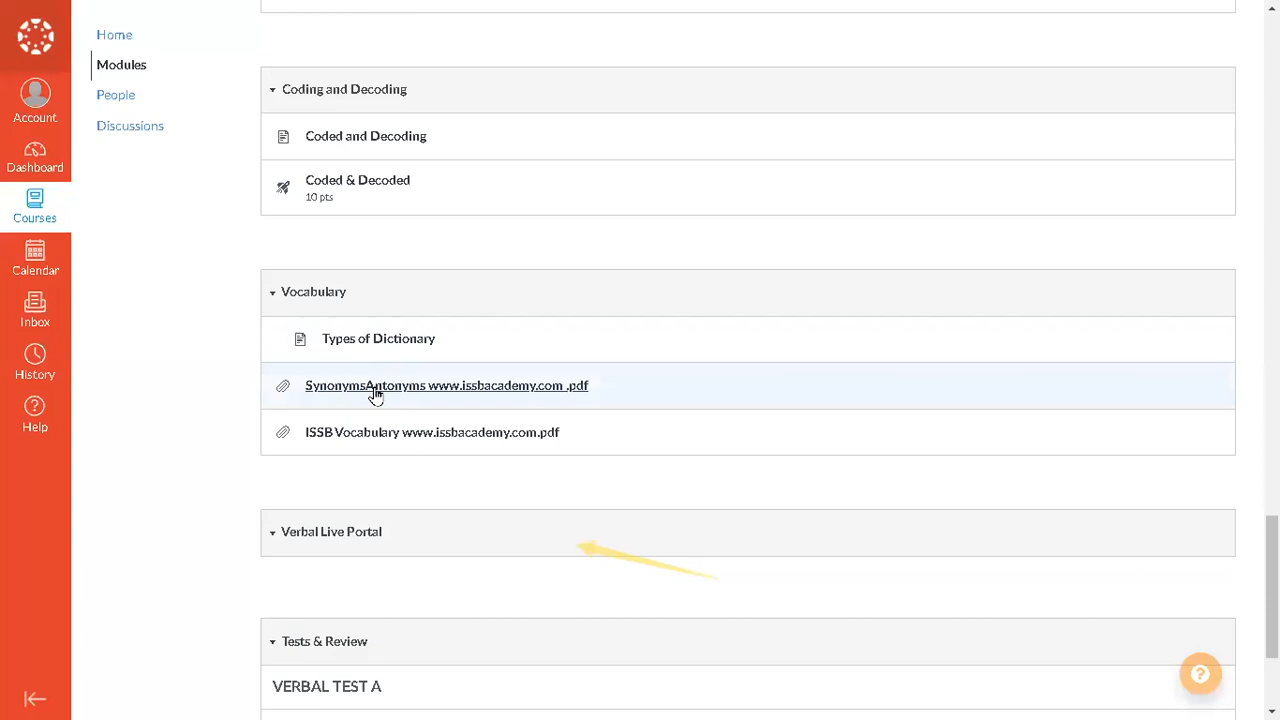 Home
Modules
People
Discussions
Account
Dashboard
Courses
Calendar
Inbox
History
Help
Coding and Decoding
Coded and Decoding
Coded & Decoded
10 pts
Vocabulary
Types of Dictionary
SynonymsAntonyms www.issbacademy.com .pdf
ISSB Vocabulary www.issbacademy.com.pdf
Verbal Live Portal
Tests & Review
VERBAL TEST A